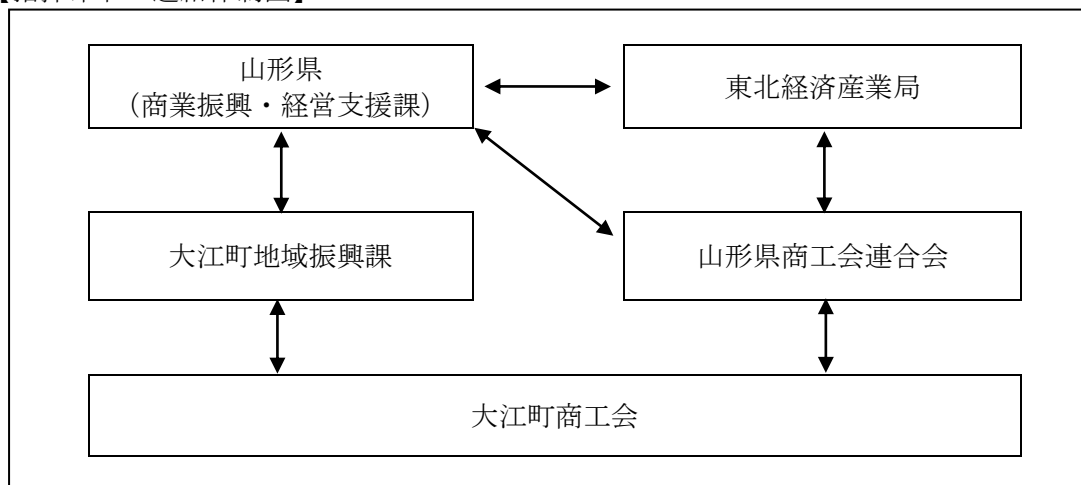 山形県
（商業振興・経営支援課）
東北経済産業局
大江町地域振興課
山形県商工会連合会
大江町商工会